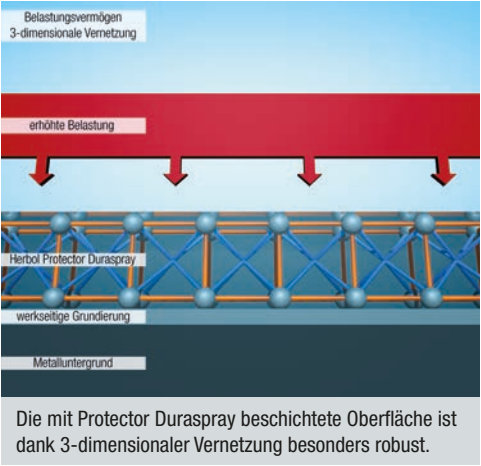 Belastungsvermögen
3-dimensionale Vernetzung
erhöhte Belastung
Herbol Protector Duraspray
werkseitige Grundierung
Metalluntergrund
Die mit Protector Duraspray beschichtete Oberfläche ist
dank 3-dimensionaler Vernetzung besonders robust.